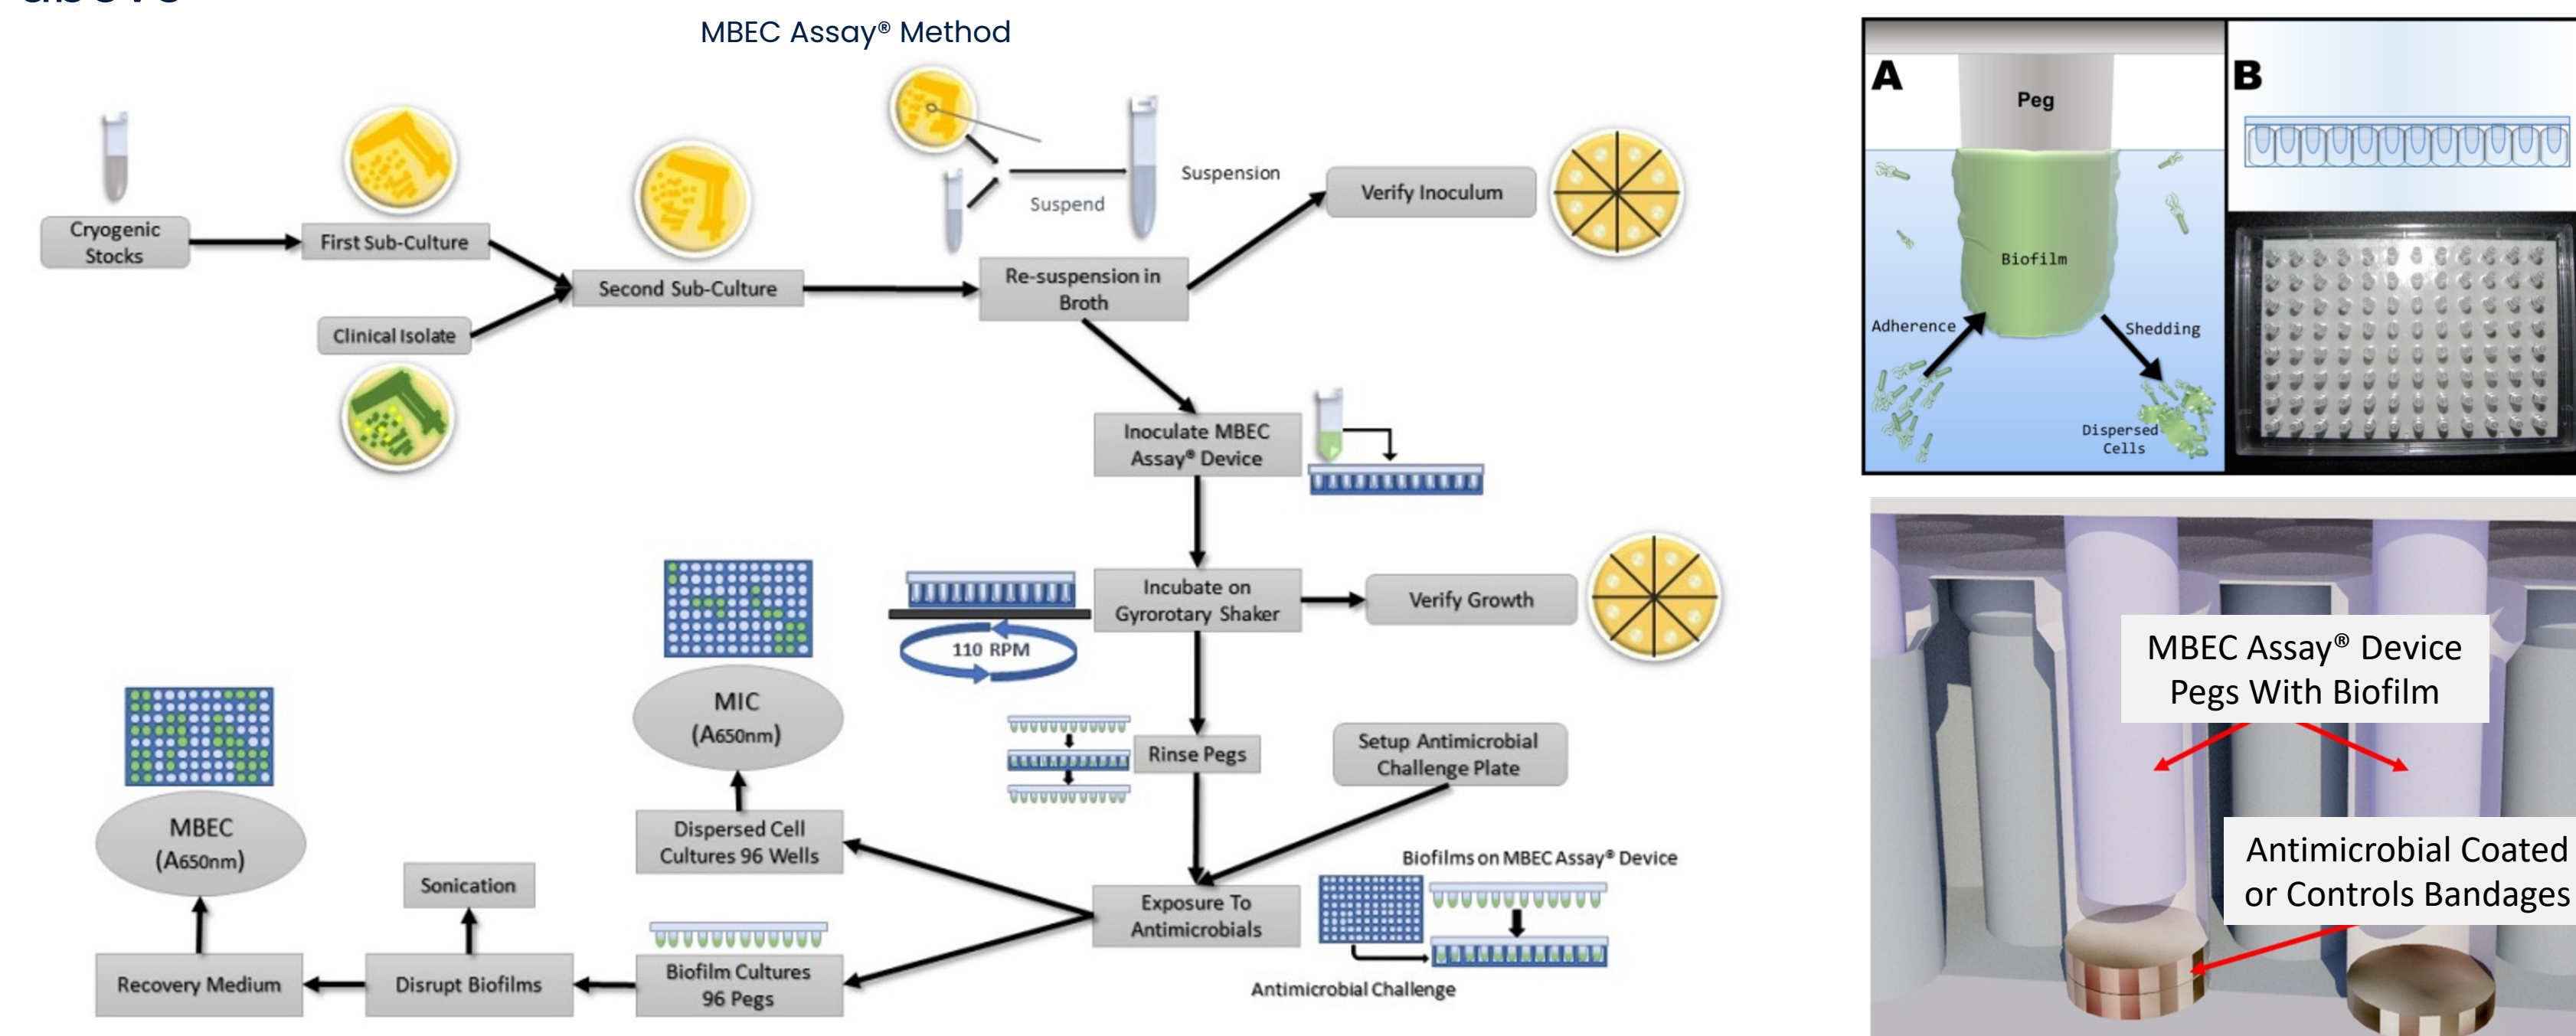 MBEC Assay® Method
Cryogenic
Stocks
First Sub-Culture
Clinical Isolate
Second Sub-Culture
Suspend
Suspension
Re-suspension in
Broth
Verify Inoculum
Inoculate MBEC
Assay® Device
Incubate on
Gyrorotary Shaker
110 RPM
Verify Growth
Rinse Pegs
Setup Antimicrobial
Challenge Plate
Exposure To
Antimicrobials
Biofilms on MBEC Assay® Device
Antimicrobial Challenge
Dispersed Cell
Cultures 96 Wells
MIC
(A650nm)
Biofilm Cultures
96 Pegs
Disrupt Biofilms
Sonication
Recovery Medium
MBEC
(A650nm)
A
Peg
Biofilm
Adherence
Shedding
Dispersed
Cells
B
MBEC Assay® Device
Pegs With Biofilm
Antimicrobial Coated
or Controls Bandages